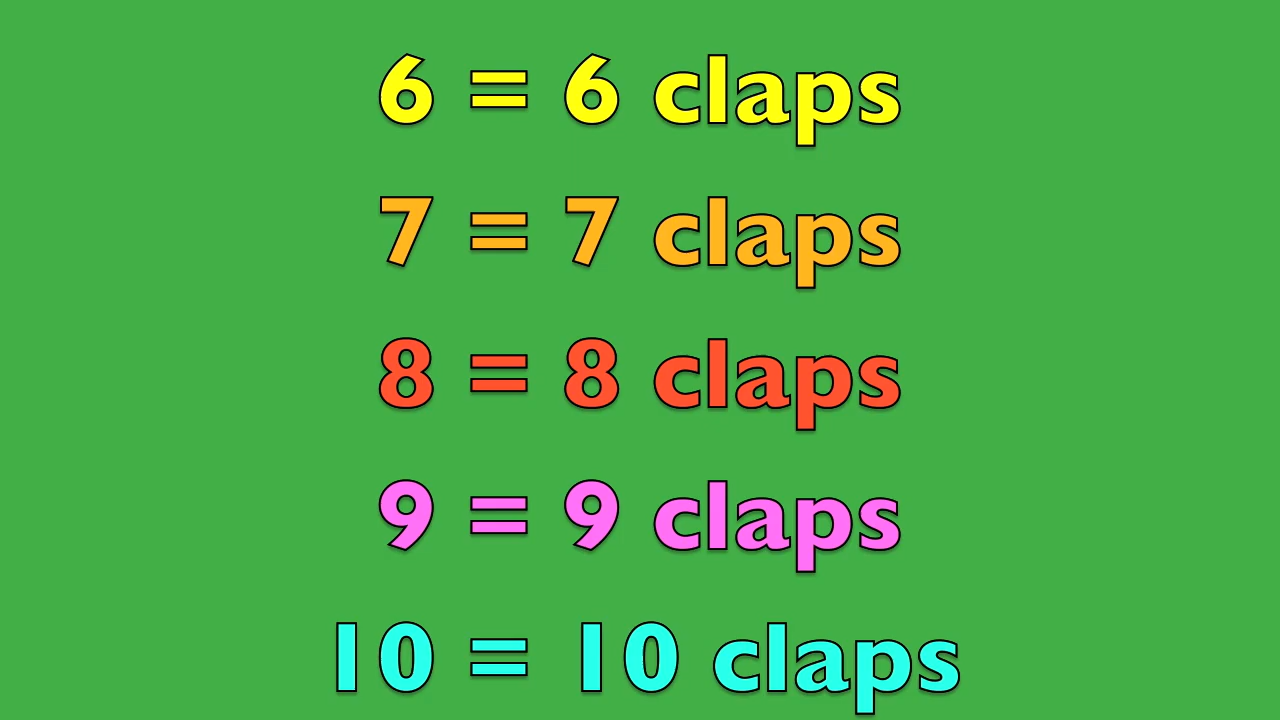 6 = 6 claps
7 = 7 claps
8 = 8 claps
9 = 9 claps
10 = 10 claps